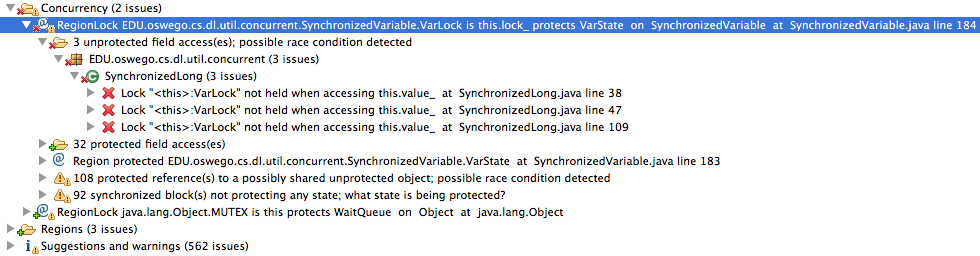 Concurrency (2 issues)
RegionLock EDU.oswego.cs.dl.util.concurrent.SynchronizedVariable.VarLock is this.lock_ protects VarState on SynchronizedVariable at SynchronizedVariable.java line 184
3 unprotected field access(es); possible race condition detected
EDU.oswego.cs.dl.util.concurrent (3 issues)
SynchronizedLong (3 issues)
Lock "<this>:VarLock" not held when accessing this.value_ at SynchronizedLong.java line 38
Lock "<this>:VarLock" not held when accessing this.value_ at SynchronizedLong.java line 47
Lock "<this>:VarLock" not held when accessing this.value_ at SynchronizedLong.java line 109
32 protected field access(es)
Region protected EDU.oswego.cs.dl.util.concurrent.SynchronizedVariable.VarState at SynchronizedVariable.java line 183
108 protected reference(s) to a possibly shared unprotected object; possible race condition detected
92 synchronized block(s) not protecting any state; what state is being protected?
RegionLock java.lang.Object.MUTEX is this protects WaitQueue on Object at java.lang.Object
Regions (3 issues)
Suggestions and warnings (562 issues)